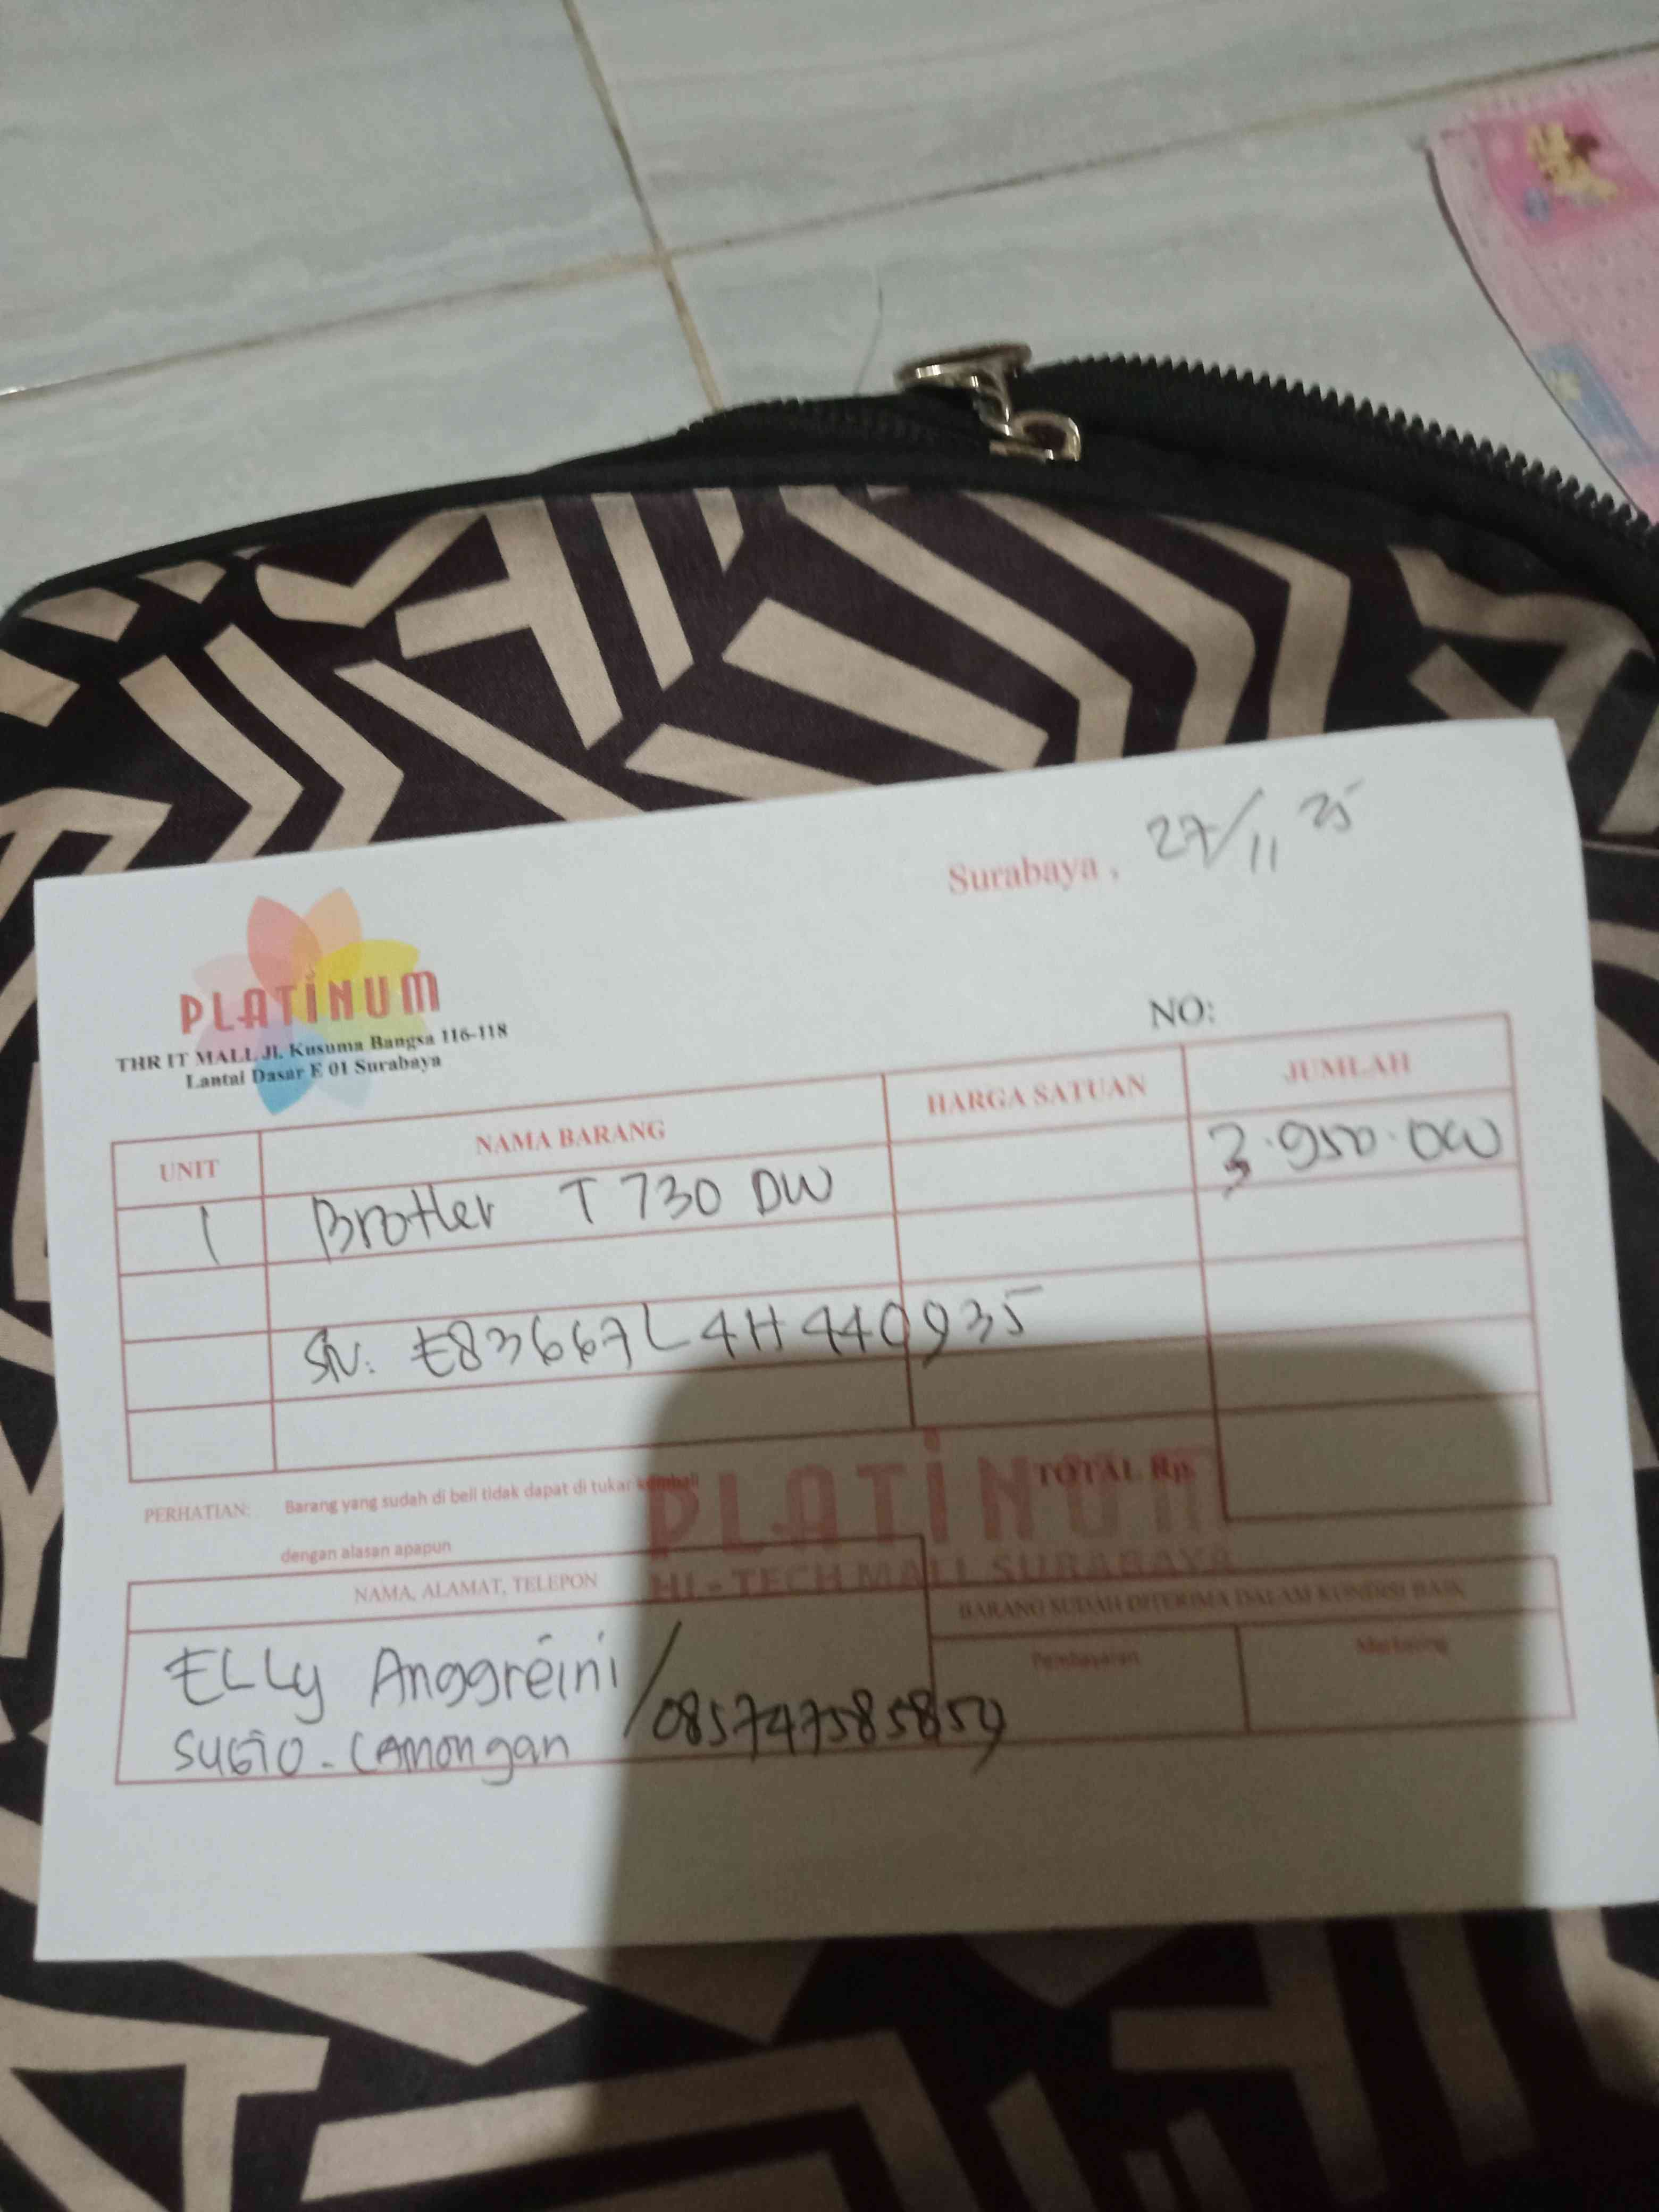 Surabaya , 27/11 25
PLATINUM
THR IT MALL Jl. Kusuma Bangsa 116-118
Lantai Dasar E 01 Surabaya
NO:
UNIT NAMA BARANG HARGA SATUAN JUMLAH
1 Brother T 730 DW 3.950.000
SN: E83667L4H440935
TOTAL Rp.
PERHATIAN: Barang yang sudah di beli tidak dapat di tukar kembali
dengan alasan apapun
PLATINUM
HI-TECH MALL SURABAYA
NAMA, ALAMAT, TELEPON
BARANG SUDAH DITERIMA DALAM KONDISI BAIK
Pembayaran Marketing
ELLY Anggreini
SUGIO - LAMONGAN / 085747585859